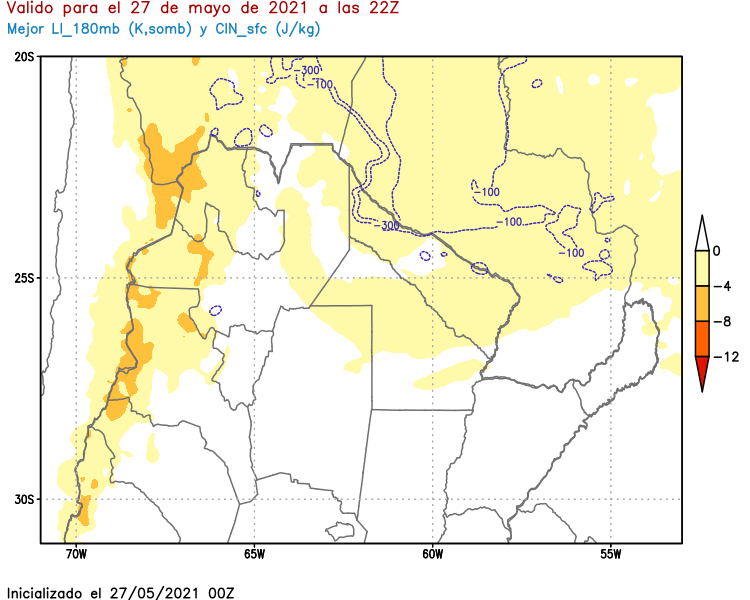 Valido para el 27 de mayo de 2021 a las 22Z
Mejor LI_180mb (K,somb) y CIN_sfc (J/kg)
20S
25S
30S
70W
65W
60W
55W
-300
-100
-100
-300
-100
-100
0
-4
-8
-12
Inicializado el 27/05/2021 00Z